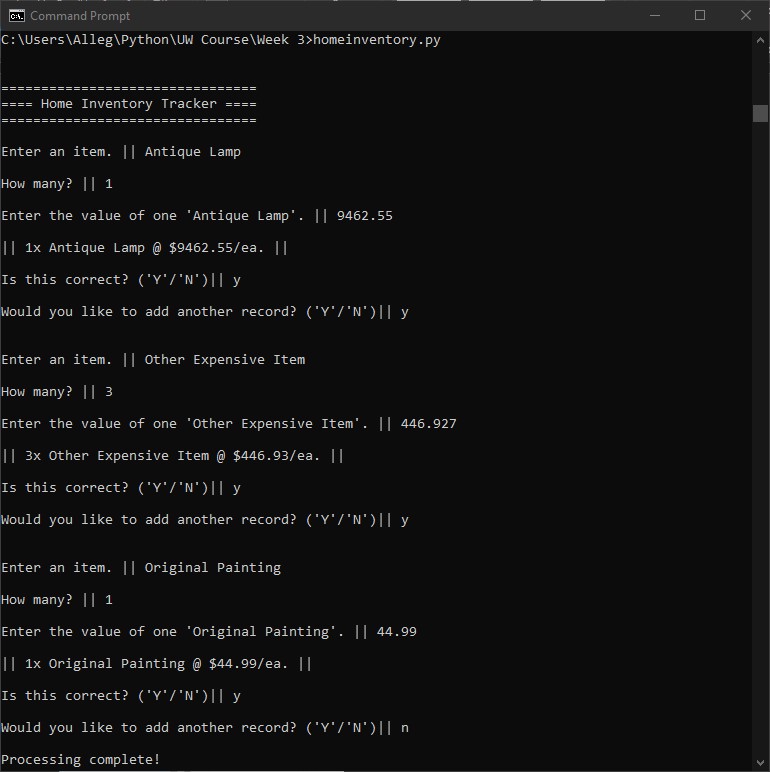 Command Prompt
C:\Users\Alleg\Python\UW Course\Week 3>homeinventory.py
================================
==== Home Inventory Tracker ====
================================
Enter an item. || Antique Lamp
How many? || 1
Enter the value of one 'Antique Lamp'. || 9462.55
|| 1x Antique Lamp @ $9462.55/ea. ||
Is this correct? ('Y'/'N')|| y
Would you like to add another record? ('Y'/'N')|| y
Enter an item. || Other Expensive Item
How many? || 3
Enter the value of one 'Other Expensive Item'. || 446.927
|| 3x Other Expensive Item @ $446.93/ea. ||
Is this correct? ('Y'/'N')|| y
Would you like to add another record? ('Y'/'N')|| y
Enter an item. || Original Painting
How many? || 1
Enter the value of one 'Original Painting'. || 44.99
|| 1x Original Painting @ $44.99/ea. ||
Is this correct? ('Y'/'N')|| y
Would you like to add another record? ('Y'/'N')|| n
Processing complete!